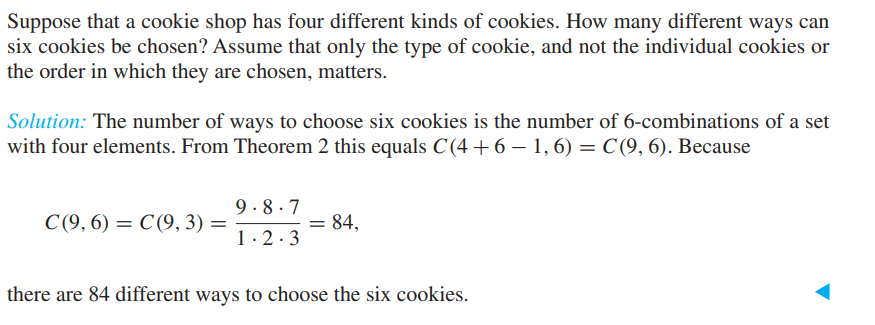 Suppose that a cookie shop has four different kinds of cookies. How many different ways can
six cookies be chosen? Assume that only the type of cookie, and not the individual cookies or
the order in which they are chosen, matters.
Solution: The number of ways to choose six cookies is the number of 6-combinations of a set
with four elements. From Theorem 2 this equals C(4 + 6 − 1, 6) = C(9, 6). Because
C(9, 6) = C(9, 3) = 9 · 8 · 7 / 1 · 2 · 3 = 84,
there are 84 different ways to choose the six cookies.